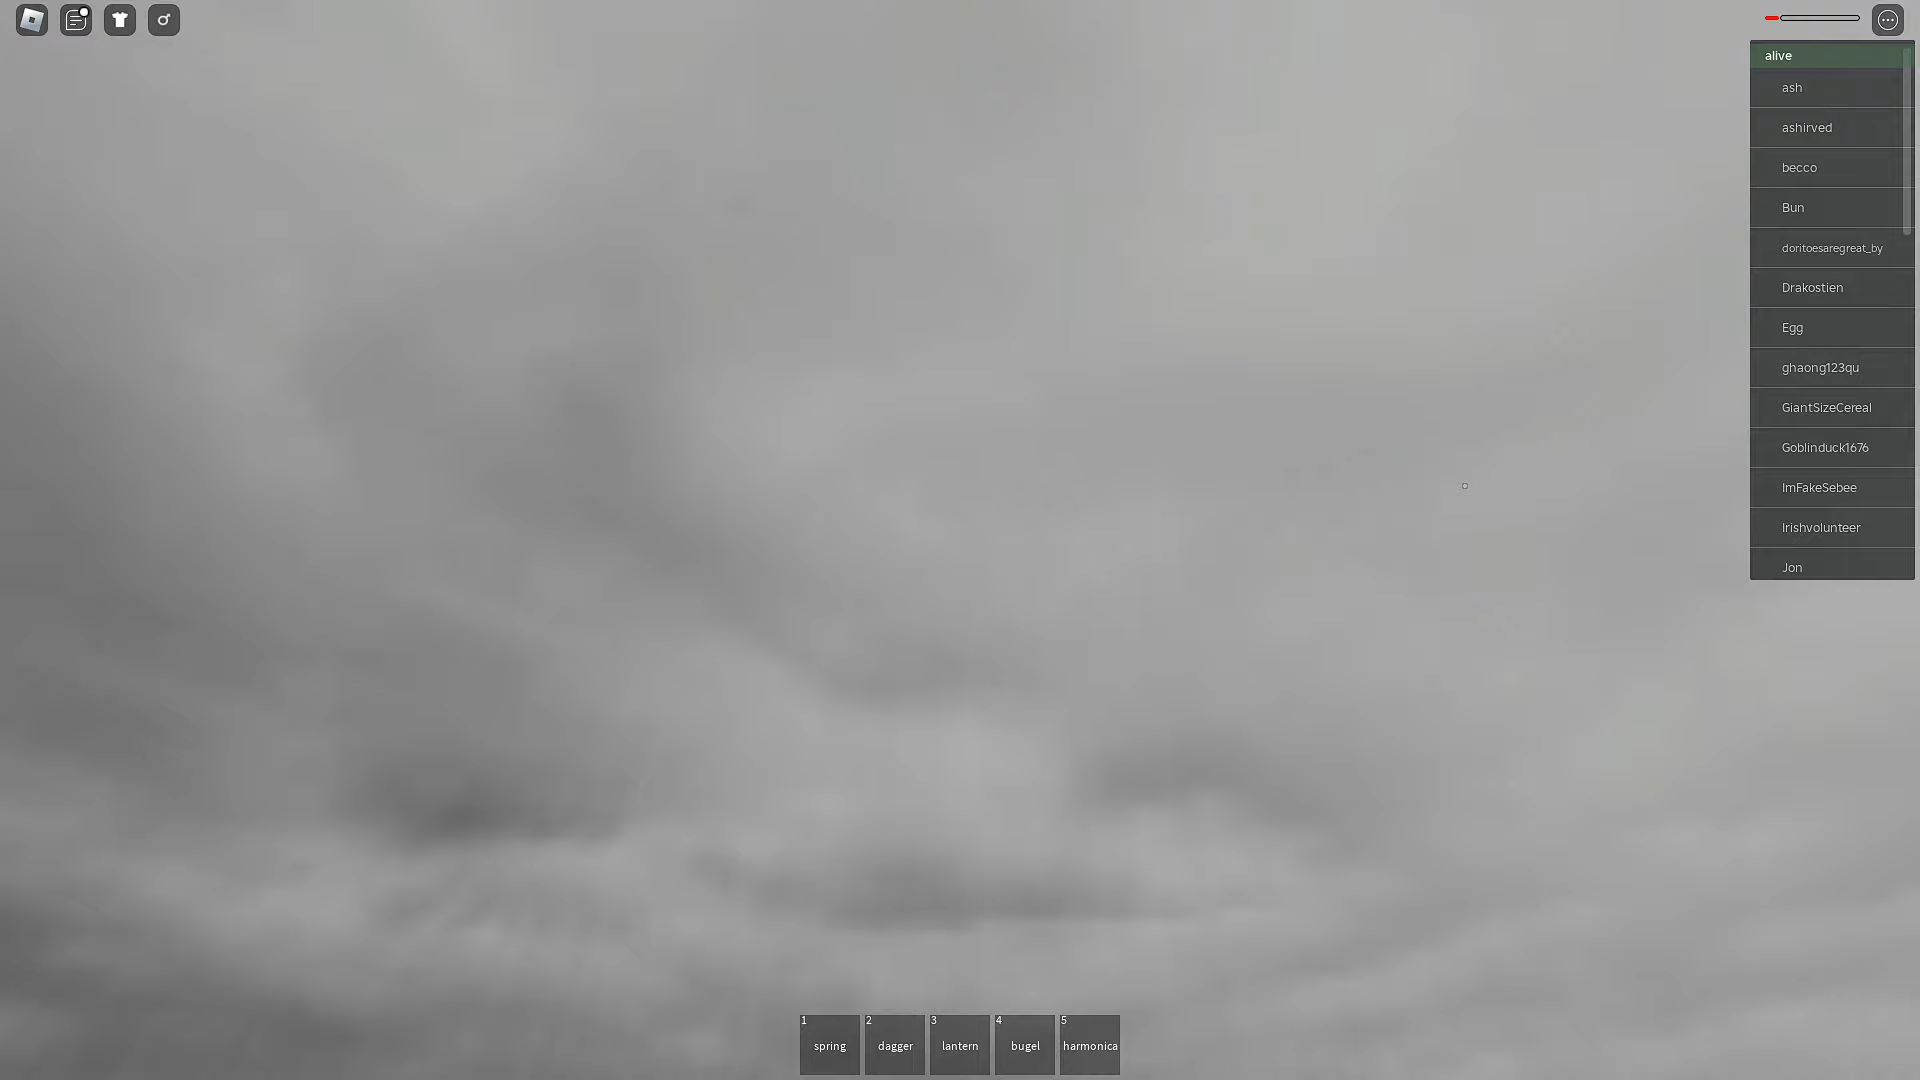 alive
ash
ashirved
becco
Bun
doritoesaregreat_by
Drakostien
Egg
ghaong123qu
GiantSizeCereal
Goblinduck1676
ImFakeSebee
Irishvolunteer
Jon
1 2 3 4 5
spring dagger lantern bugel harmonica